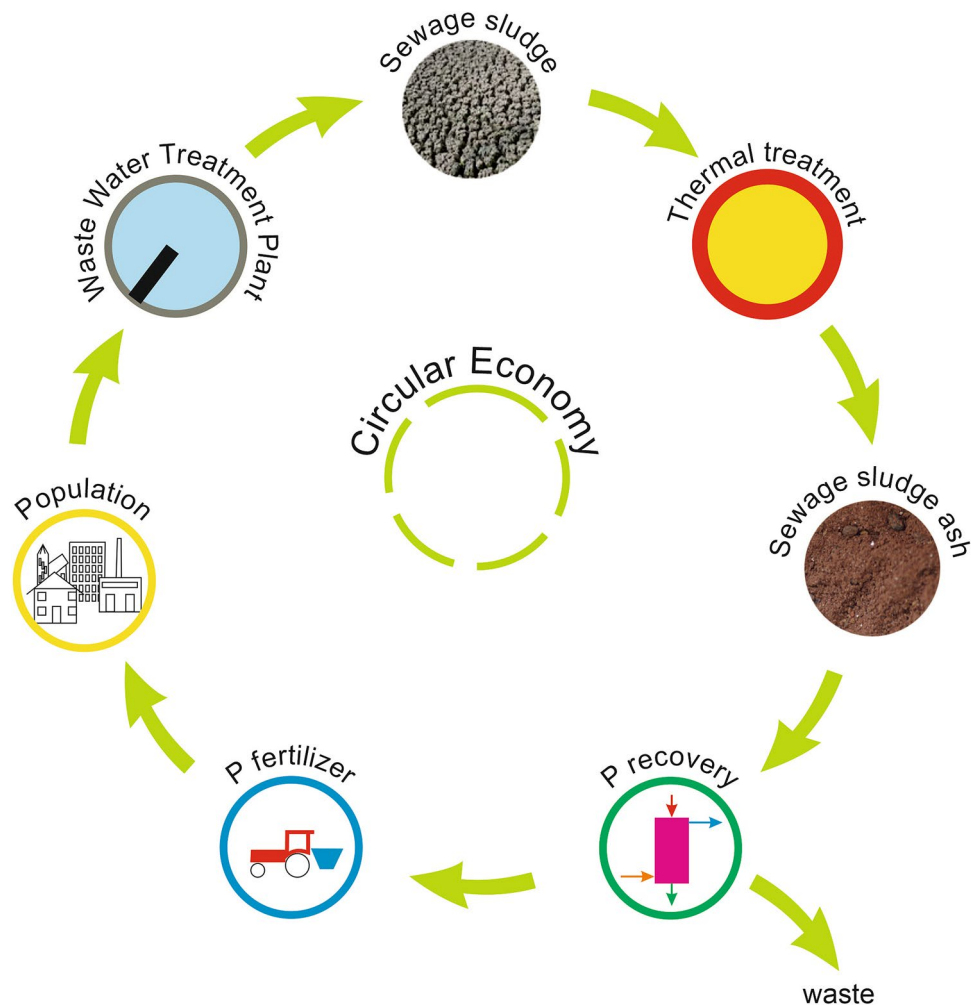 Sewage sludge
Waste Water Treatment Plant
Thermal treatment
Circular Economy
Population
Sewage sludge ash
P fertilizer
P recovery
waste